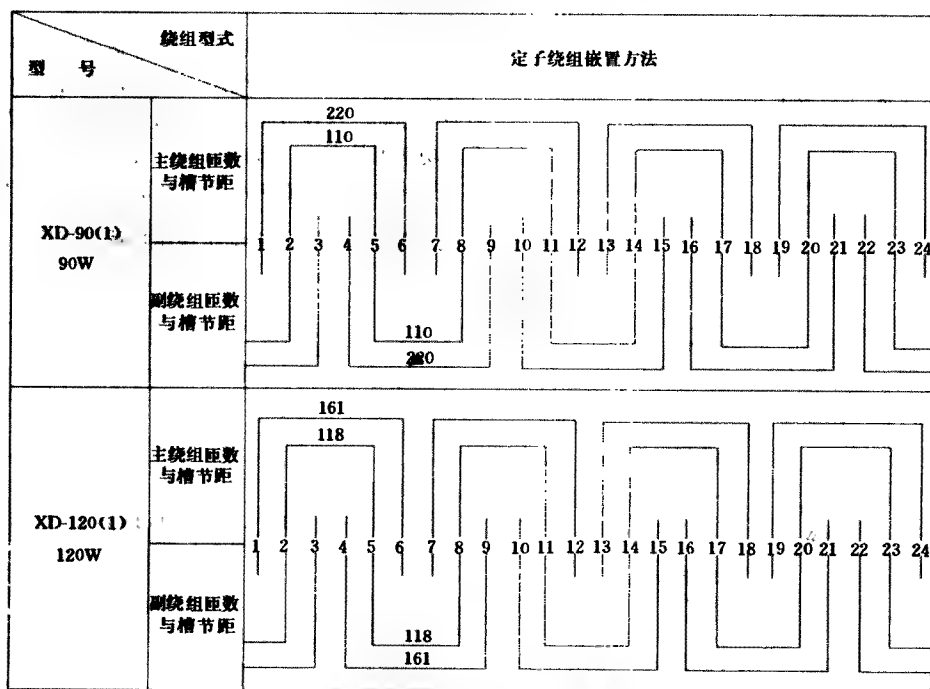 绕组型式
型 号
定子绕组嵌置方法
220
110
主绕组匝数
与槽节距
XD-90(1)
90W
1 2 3 4 5 6 7 8 9 10 11 12 13 14 15 16 17 18 19 20 21 22 23 24
副绕组匝数
与槽节距
110
220
161
118
主绕组匝数
与槽节距
XD-120(1)
120W
1 2 3 4 5 6 7 8 9 10 11 12 13 14 15 16 17 18 19 20 21 22 23 24
副绕组匝数
与槽节距
118
161